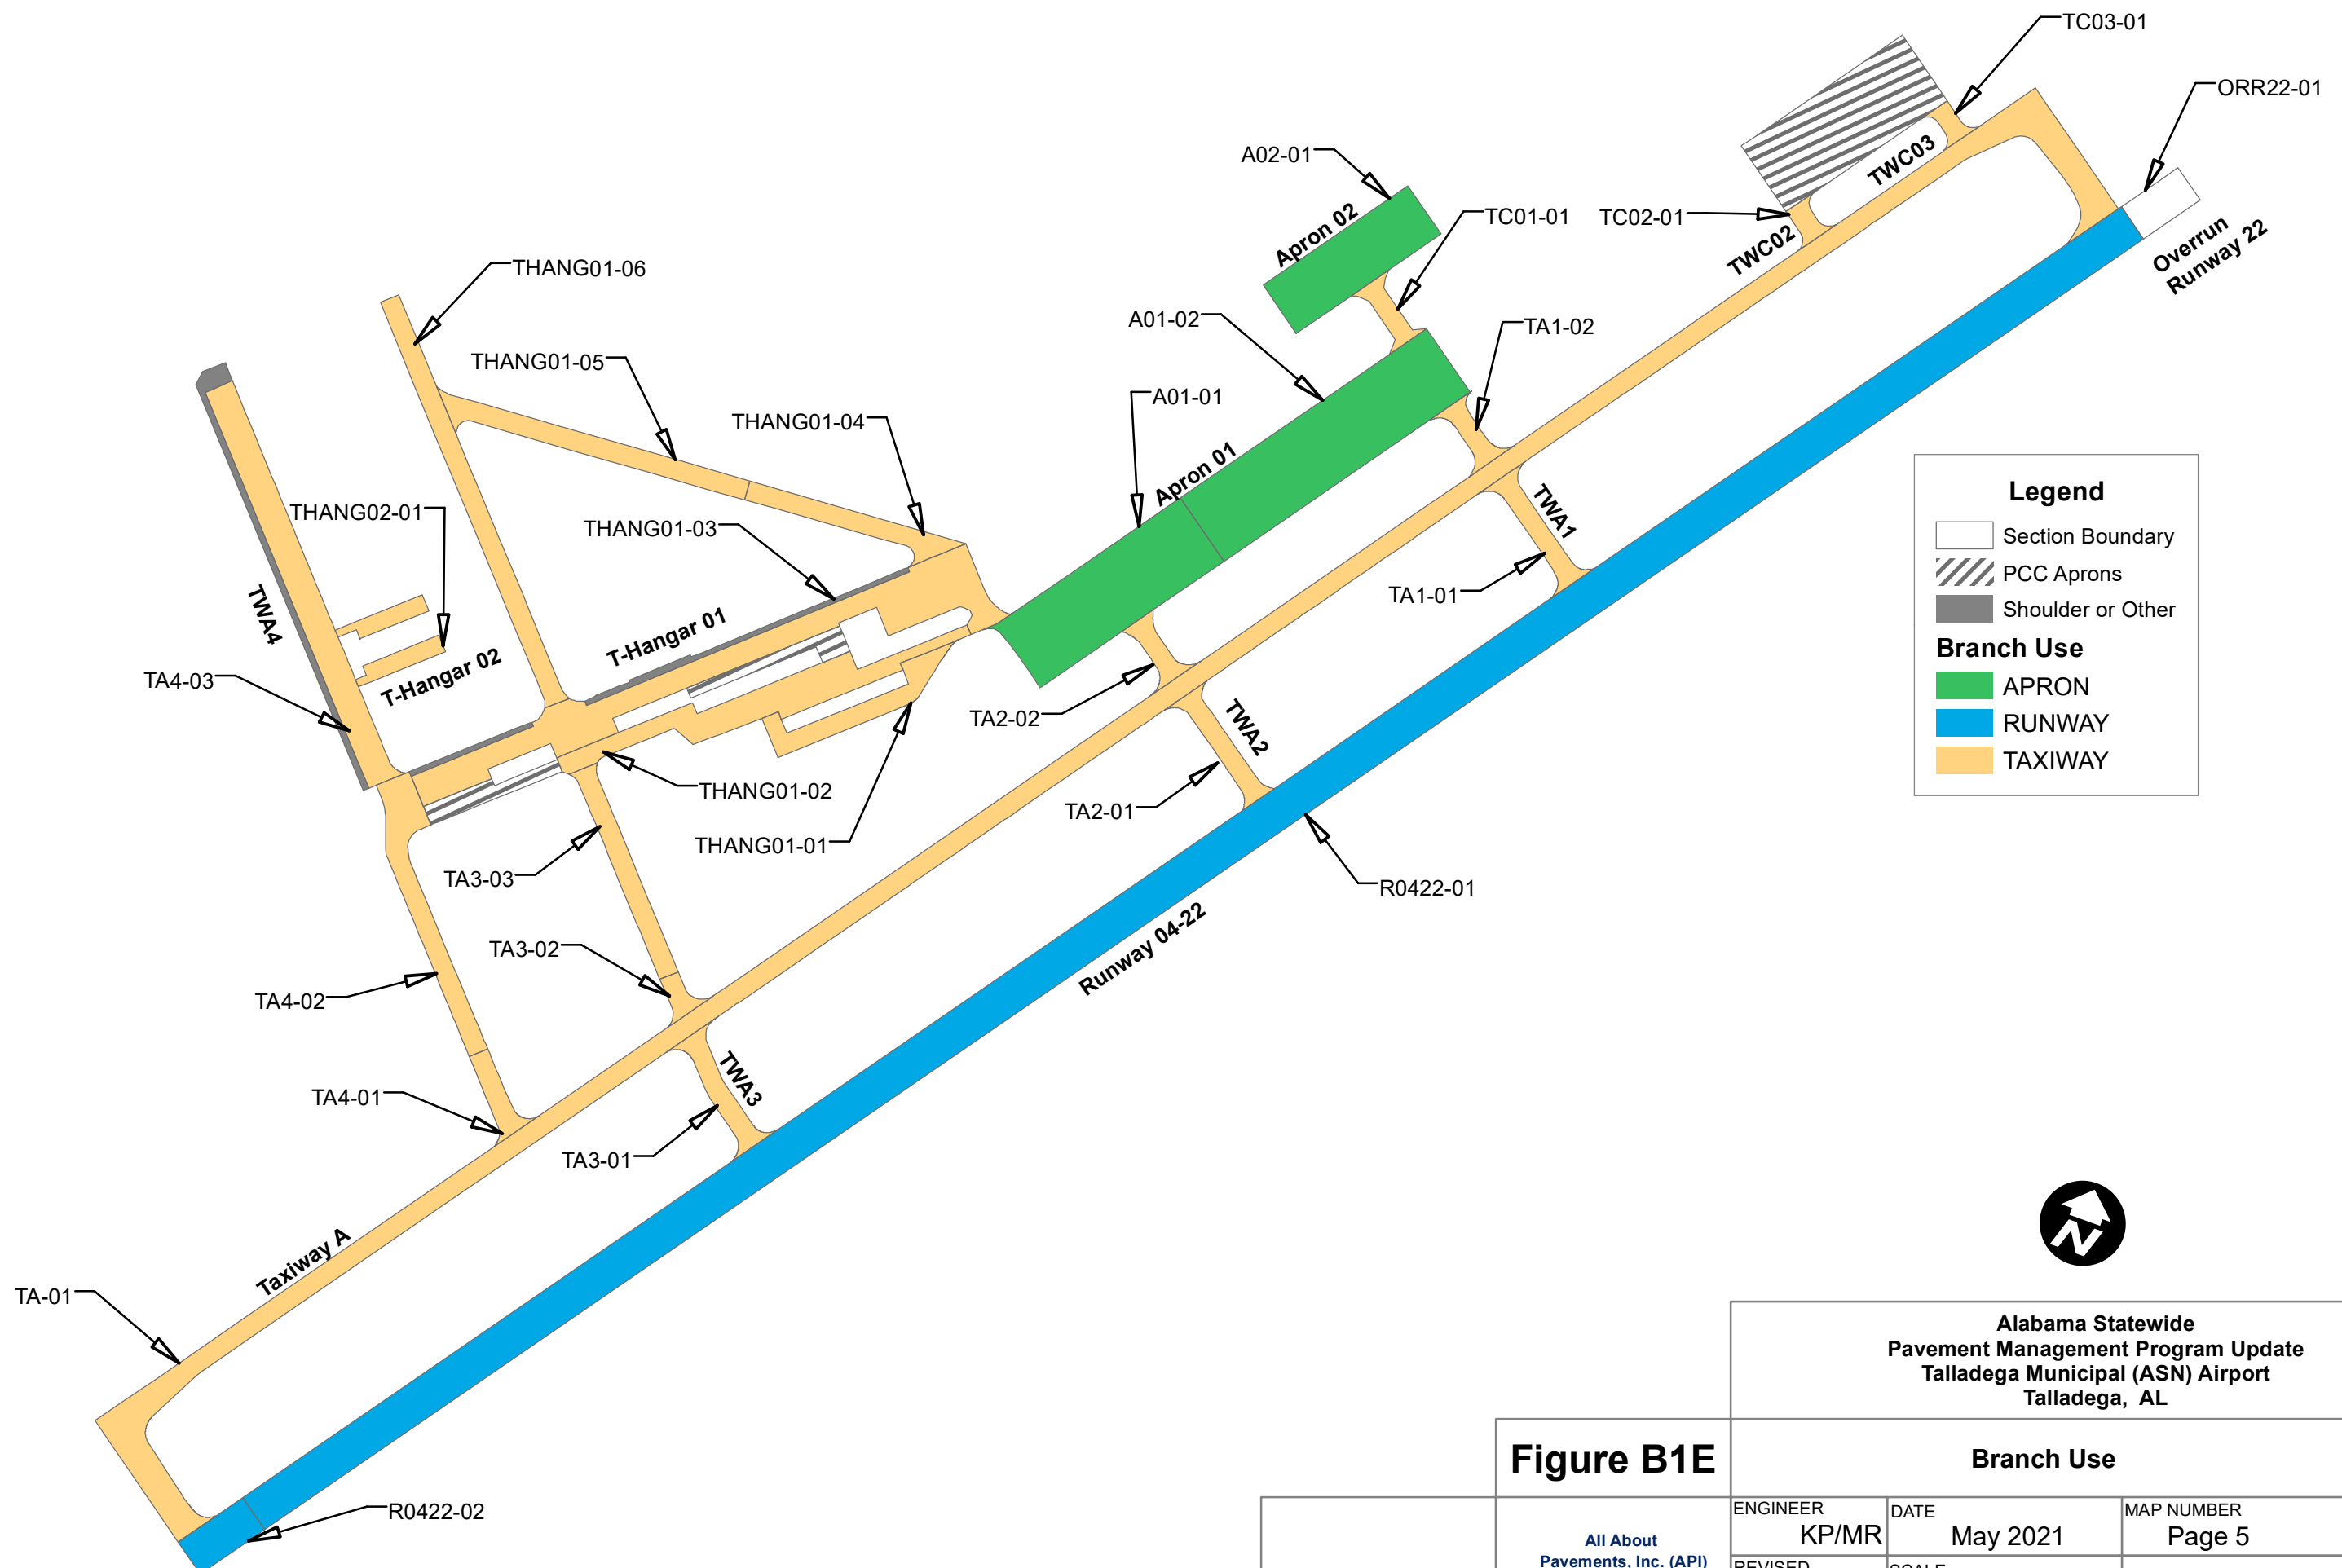 TC03-01
ORR22-01
A02-01
TWC03
Apron 02
TC01-01
TC02-01
TWC02
Overrun
Runway 22
THANG01-06
A01-02
TA1-02
THANG01-05
A01-01
THANG01-04
Apron 01
Legend
Section Boundary
PCC Aprons
Shoulder or Other
Branch Use
APRON
RUNWAY
TAXIWAY
THANG02-01
THANG01-03
TWA1
TWA4
TA1-01
T-Hangar 01
T-Hangar 02
TA4-03
TA2-02
TWA2
THANG01-02
TA2-01
THANG01-01
TA3-03
R0422-01
TA3-02
Runway 04-22
TA4-02
TWA3
TA4-01
TA3-01
N
Taxiway A
TA-01
R0422-02
Alabama Statewide
Pavement Management Program Update
Talladega Municipal (ASN) Airport
Talladega, AL
Figure B1E
Branch Use
ENGINEER
KP/MR
DATE
May 2021
MAP NUMBER
Page 5
All About
Pavements, Inc. (API)
REVISED
SCALE